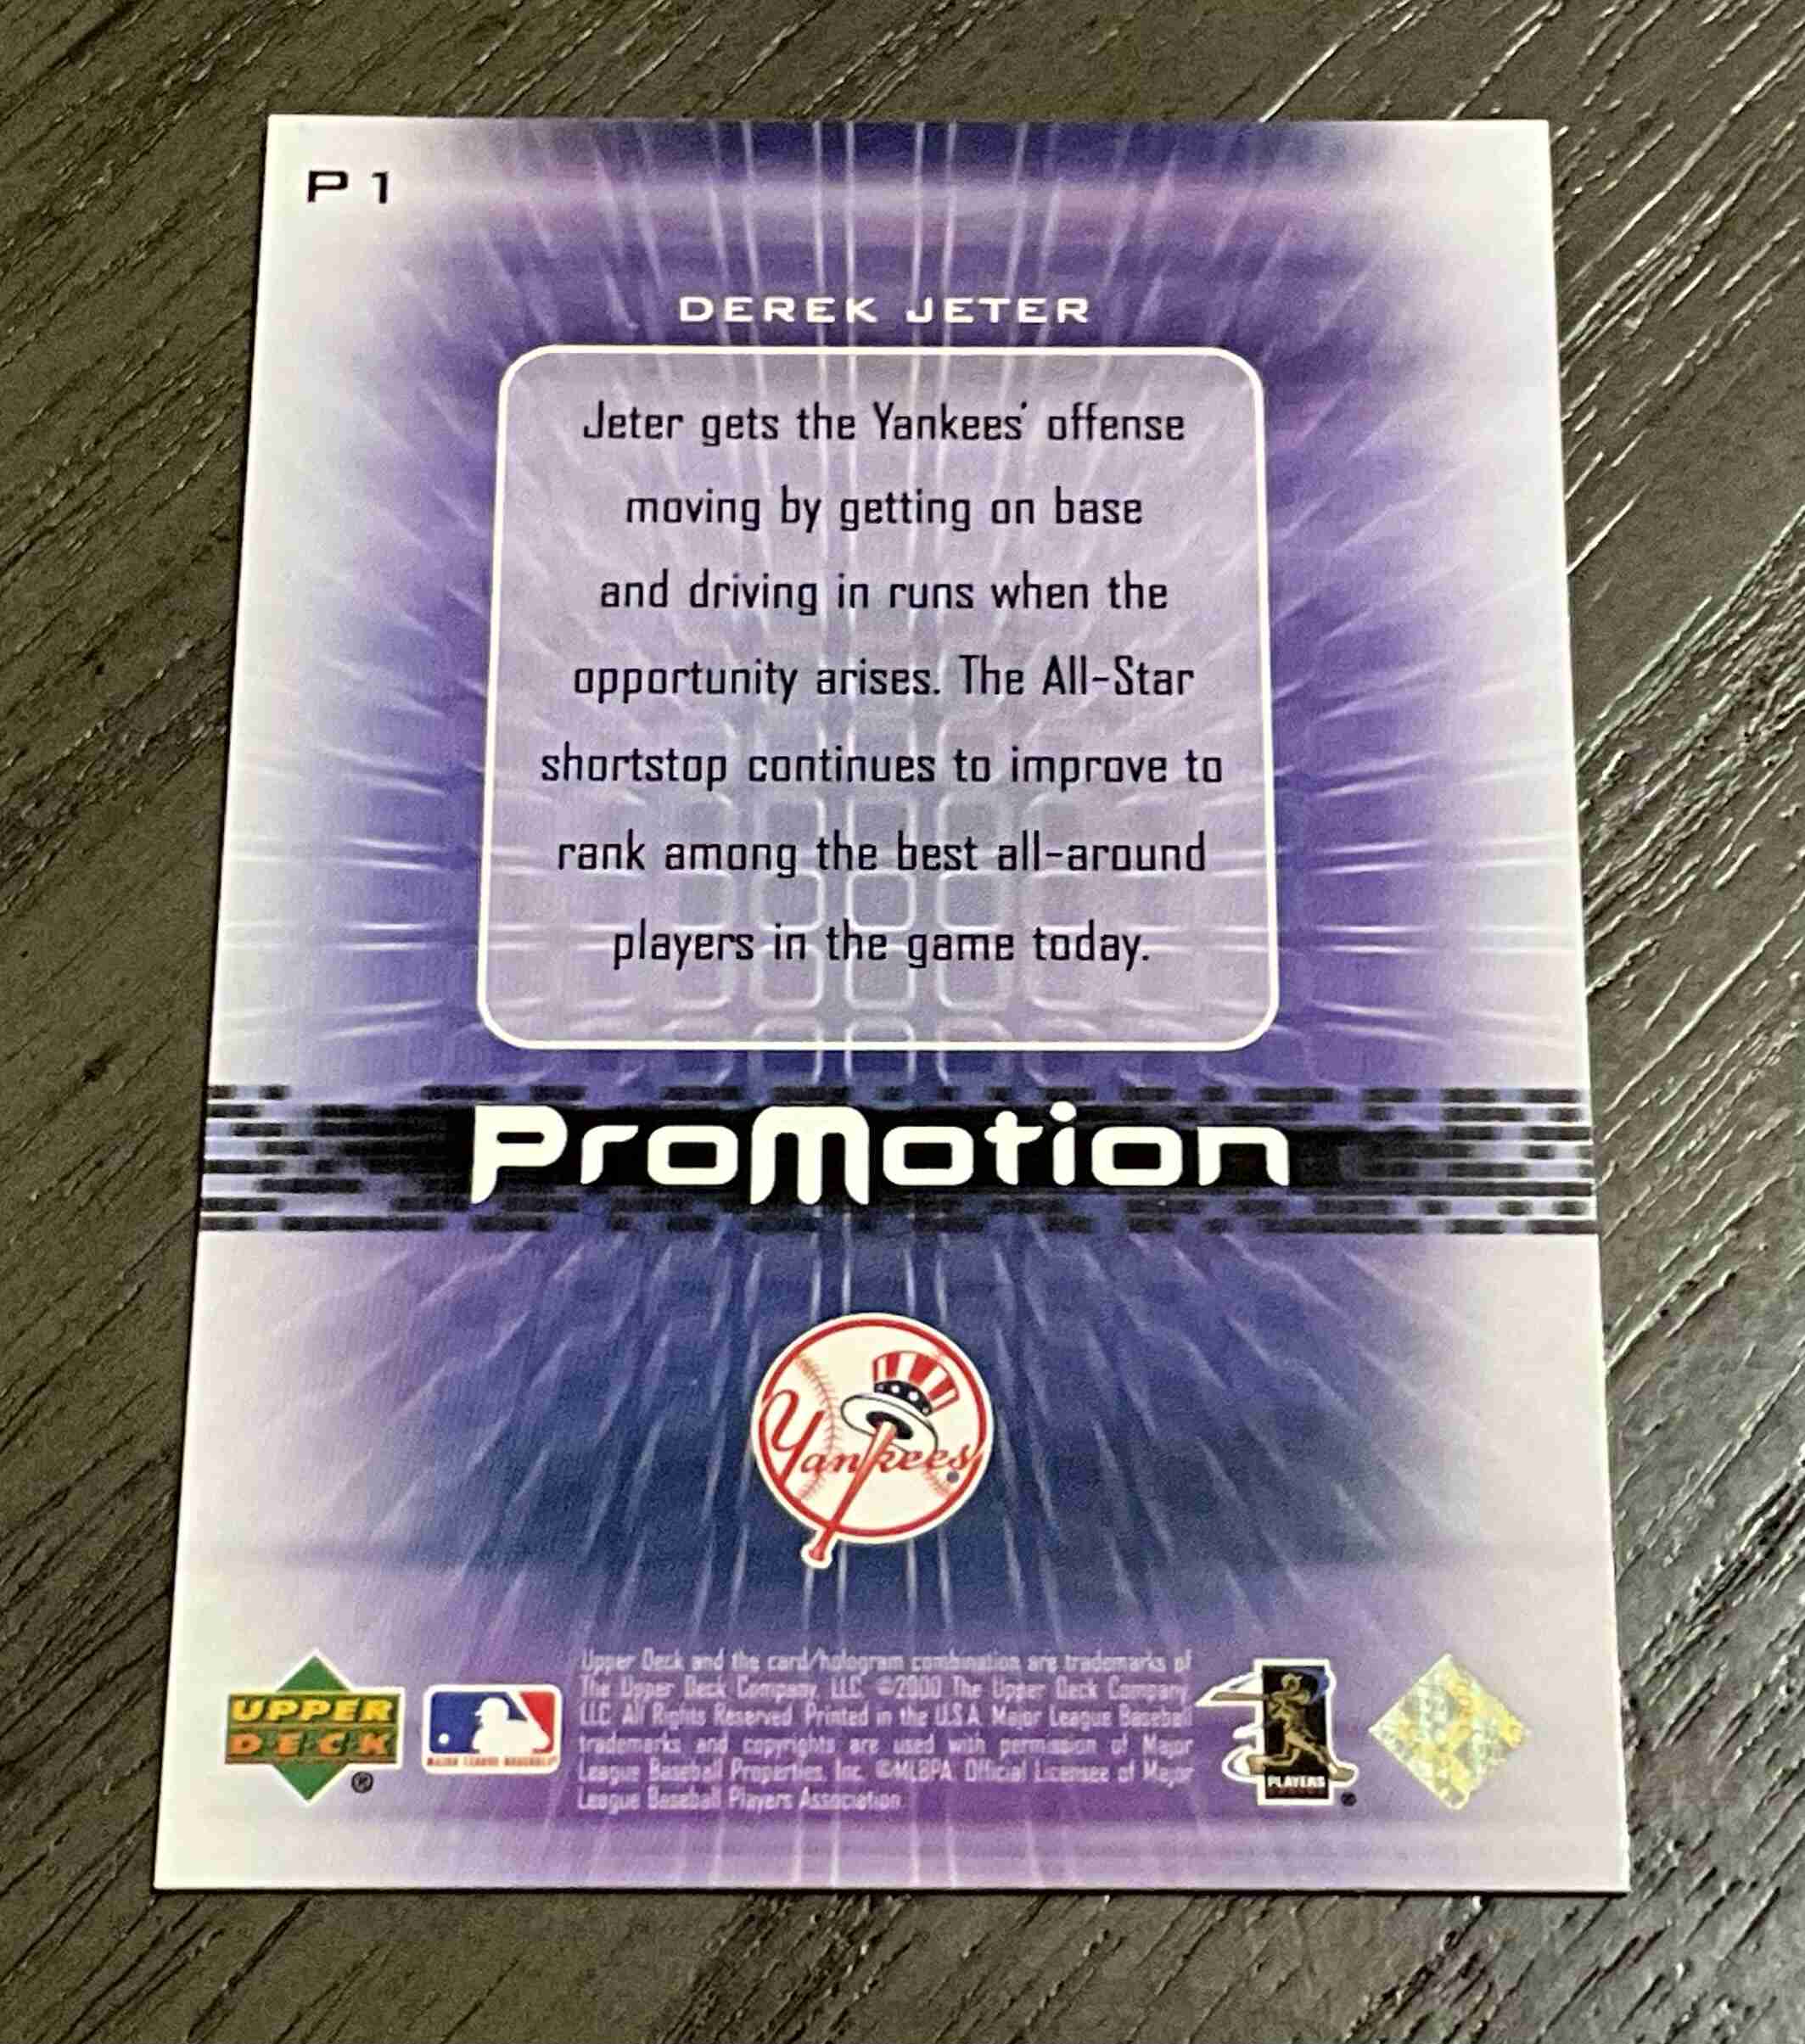 P 1
DEREK JETER
Jeter gets the Yankees' offense
moving by getting on base
and driving in runs when the
opportunity arises. The All-Star
shortstop continues to improve to
rank among the best all-around
players in the game today.
ProMotion
Yankees
Upper Deck and the card/hologram combination are trademarks of
The Upper Deck Company, LLC. ©2000 The Upper Deck Company,
LLC. All Rights Reserved. Printed in the U.S.A. Major League Baseball
trademarks and copyrights are used with permission of Major
League Baseball Properties, Inc. ©MLBPA. Official Licensee of Major
League Baseball Players Association
UPPER
DECK ®
MAJOR LEAGUE BASEBALL
PLAYERS